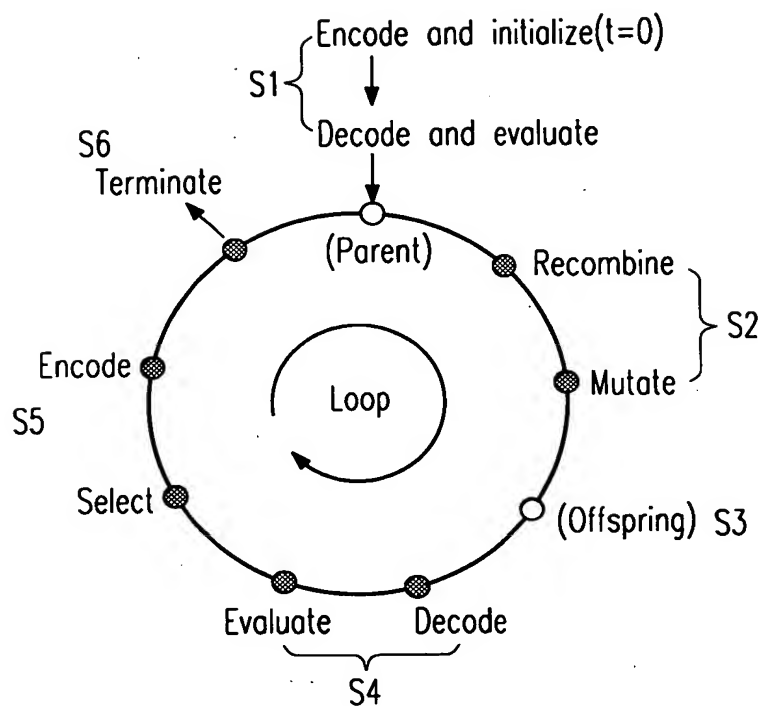 Encode and initialize(t=0)
S1
Decode and evaluate
S6
Terminate
(Parent)
Recombine
S2
Mutate
Encode
Loop
S5
Select
(Offspring) S3
Evaluate
Decode
S4